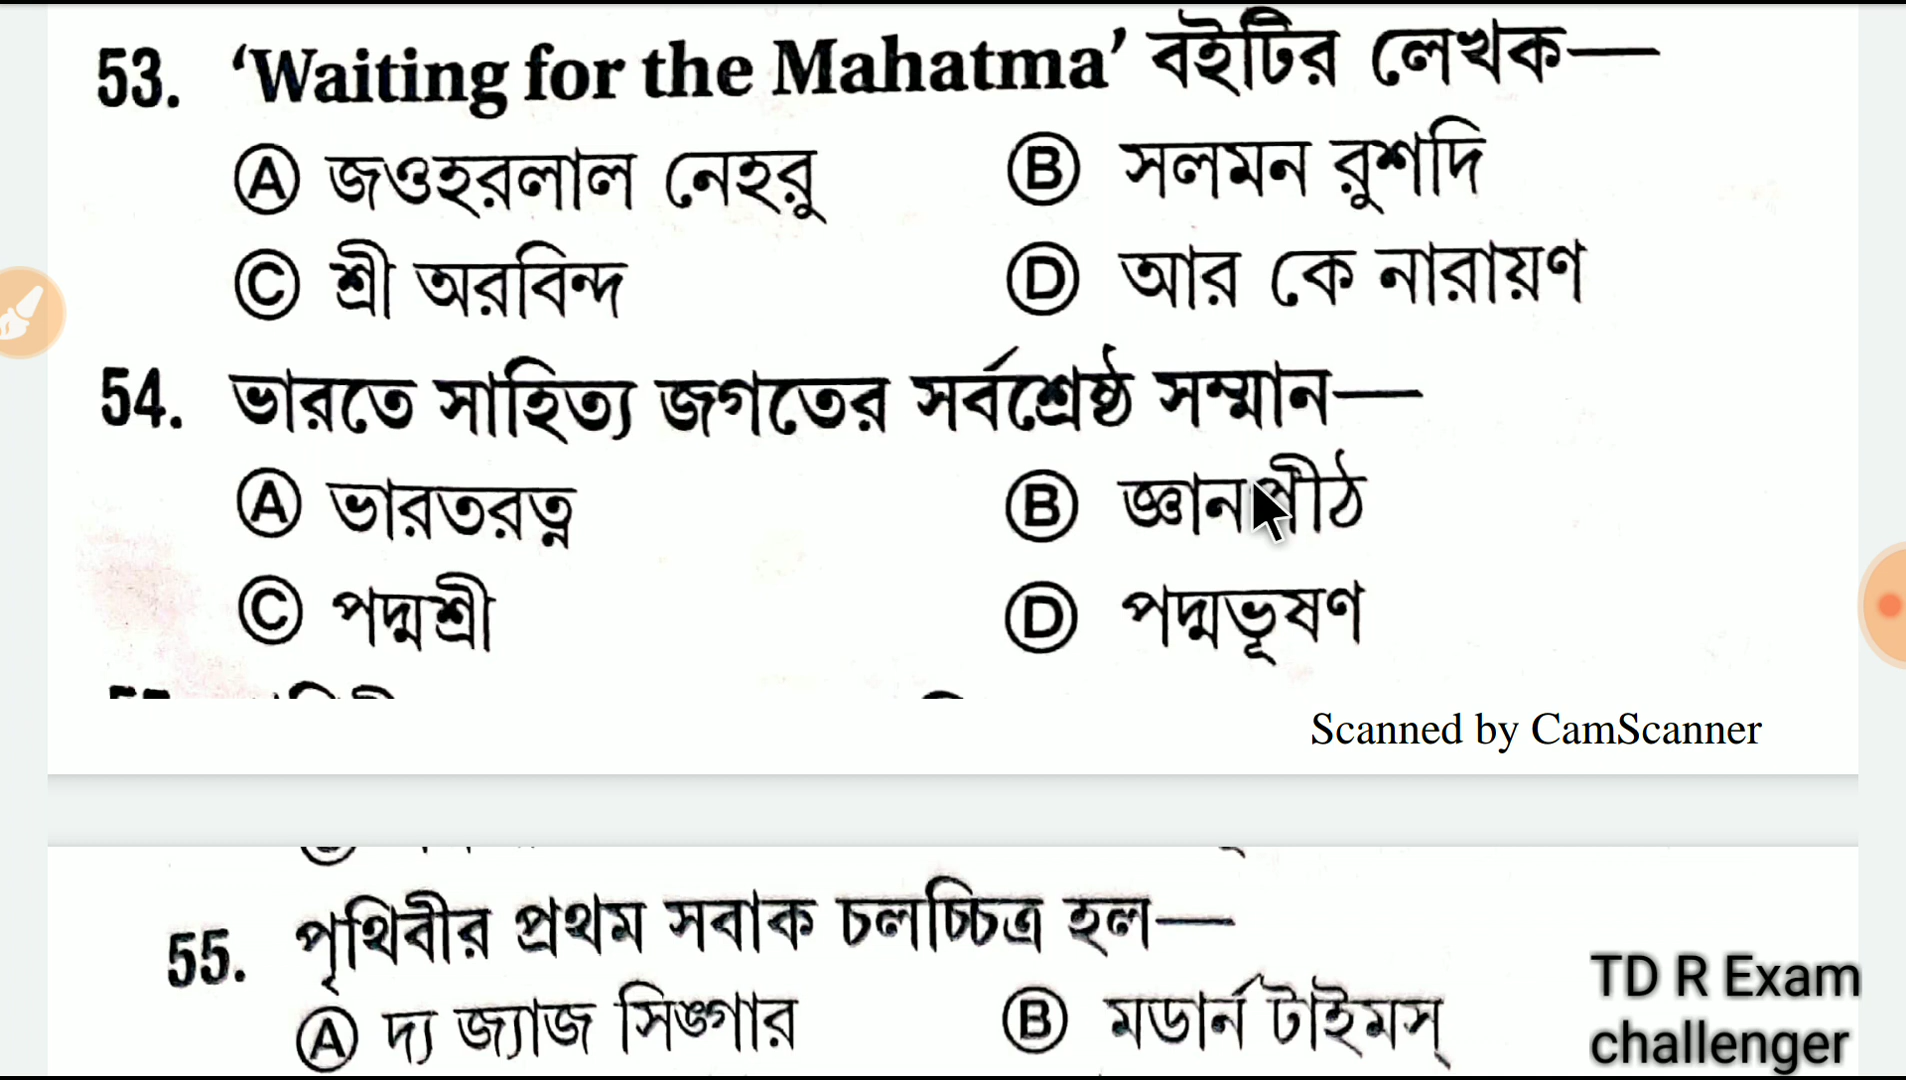 53. ‘Waiting for the Mahatma’ বইটির লেখক—
Ⓐ জওহরলাল নেহরু Ⓑ সলমন রুশদি
Ⓒ শ্রী অরবিন্দ Ⓓ আর কে নারায়ণ
54. ভারতে সাহিত্য জগতের সর্বশ্রেষ্ঠ সম্মান—
Ⓐ ভারতরত্ন Ⓑ জ্ঞানপীঠ
Ⓒ পদ্মশ্রী Ⓓ পদ্মভূষণ
Scanned by CamScanner
55. পৃথিবীর প্রথম সবাক চলচ্চিত্র হল—
Ⓐ দ্য জ্যাজ সিঙ্গার Ⓑ মডার্ন টাইমস্
TD R Exam
challenger